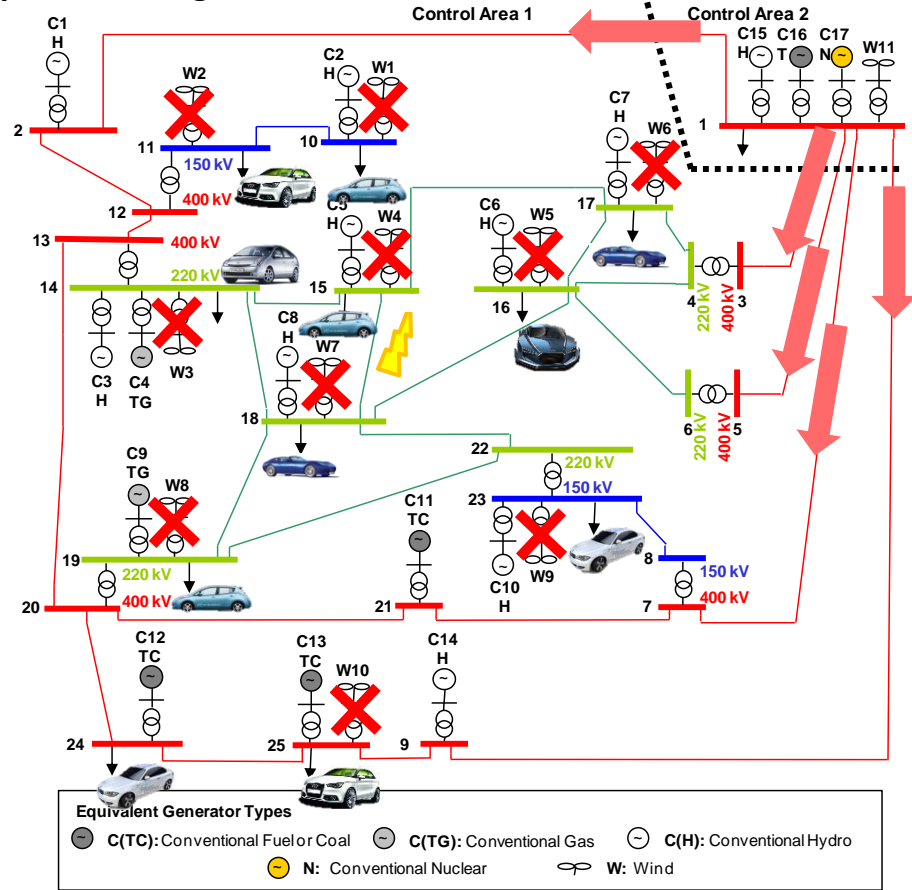 Control Area 1
Control Area 2
C1
H
W2
C2
H
W1
C7
H
W6
C15
H
C16
T
C17
N
W11
2
11
150 kV
10
1
12
400 kV
13
400 kV
14
220 kV
C5
H
W4
15
C6
H
W5
16
17
4
3
220 kV
400 kV
C3
H
C4
TG
W3
C8
H
W7
18
6
5
220 kV
400 kV
22
220 kV
C9
TG
W8
C11
TC
23
150 kV
C10
H
W9
8
150 kV
19
220 kV
20
400 kV
21
7
400 kV
C12
TC
C13
TC
W10
C14
H
24
25
9
Equivalent Generator Types
C(TC): Conventional Fuel or Coal
C(TG): Conventional Gas
C(H): Conventional Hydro
N: Conventional Nuclear
W: Wind